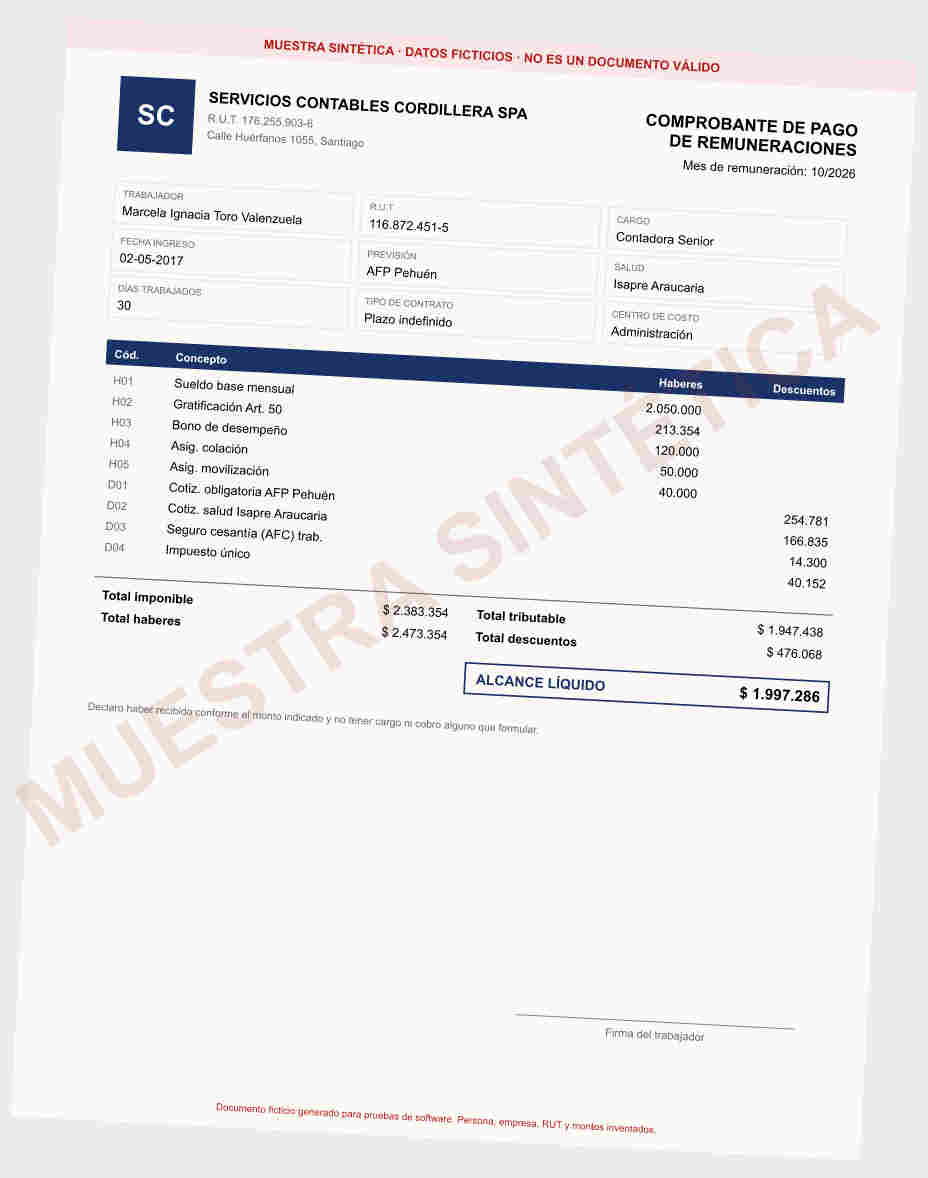 MUESTRA SINTÉTICA · DATOS FICTICIOS · NO ES UN DOCUMENTO VÁLIDO
SC
SERVICIOS CONTABLES CORDILLERA SPA
R.U.T. 176.255.903-6
Calle Huérfanos 1055, Santiago
COMPROBANTE DE PAGO
DE REMUNERACIONES
Mes de remuneración: 10/2026
TRABAJADOR
Marcela Ignacia Toro Valenzuela
R.U.T
116.872.451-5
CARGO
Contadora Senior
FECHA INGRESO
02-05-2017
PREVISIÓN
AFP Pehuén
SALUD
Isapre Araucaria
DÍAS TRABAJADOS
30
TIPO DE CONTRATO
Plazo indefinido
CENTRO DE COSTO
Administración
Cód. Concepto Haberes Descuentos
H01 Sueldo base mensual 2.050.000
H02 Gratificación Art. 50 213.354
H03 Bono de desempeño 120.000
H04 Asig. colación 50.000
H05 Asig. movilización 40.000
D01 Cotiz. obligatoria AFP Pehuén 254.781
D02 Cotiz. salud Isapre Araucaria 166.835
D03 Seguro cesantía (AFC) trab. 14.300
D04 Impuesto único 40.152
Total imponible $ 2.383.354 Total tributable $ 1.947.438
Total haberes $ 2.473.354 Total descuentos $ 476.068
ALCANCE LÍQUIDO $ 1.997.286
Declaro haber recibido conforme el monto indicado y no tener cargo ni cobro alguno que formular.
MUESTRA SINTÉTICA
Firma del trabajador
Documento ficticio generado para pruebas de software. Persona, empresa, RUT y montos inventados.